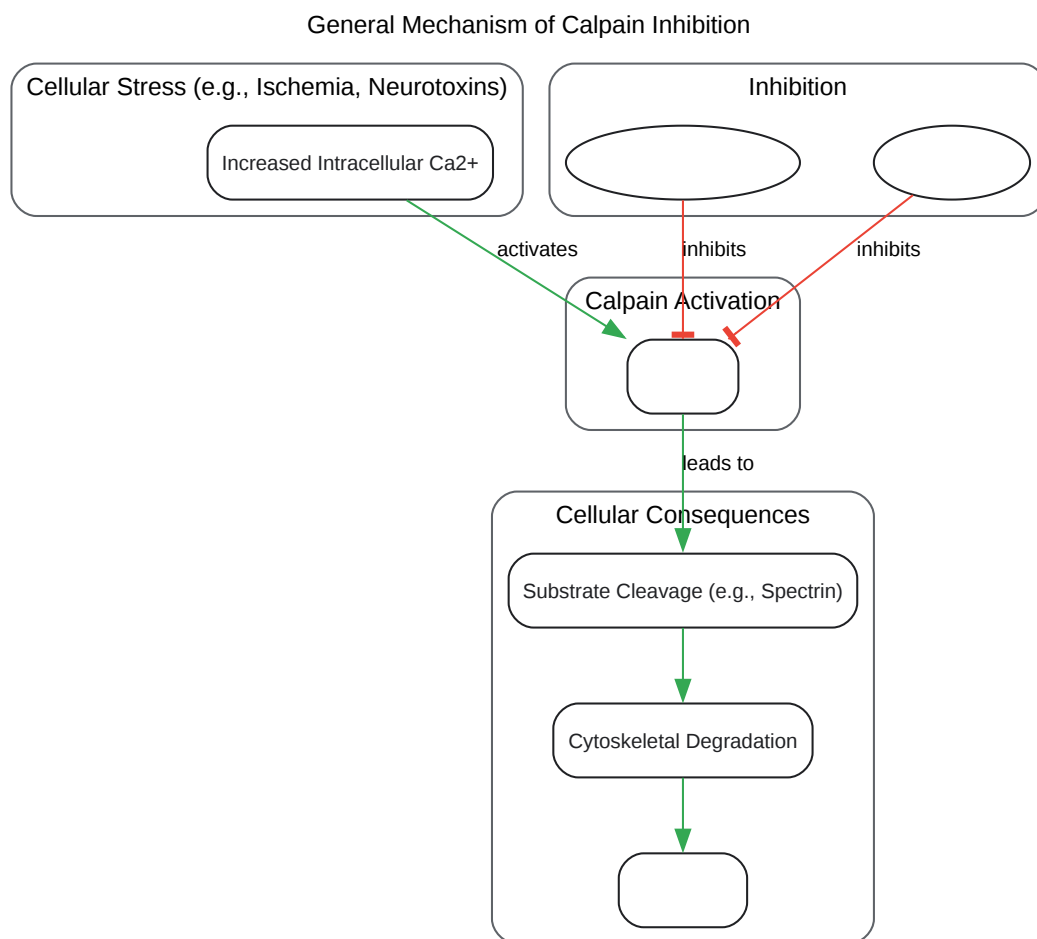 General Mechanism of Calpain Inhibition
Cellular Stress (e.g., Ischemia, Neurotoxins)
Inhibition
Increased Intracellular Ca2+
activates
inhibits
inhibits
Calpain Activation
leads to
Cellular Consequences
Substrate Cleavage (e.g., Spectrin)
Cytoskeletal Degradation